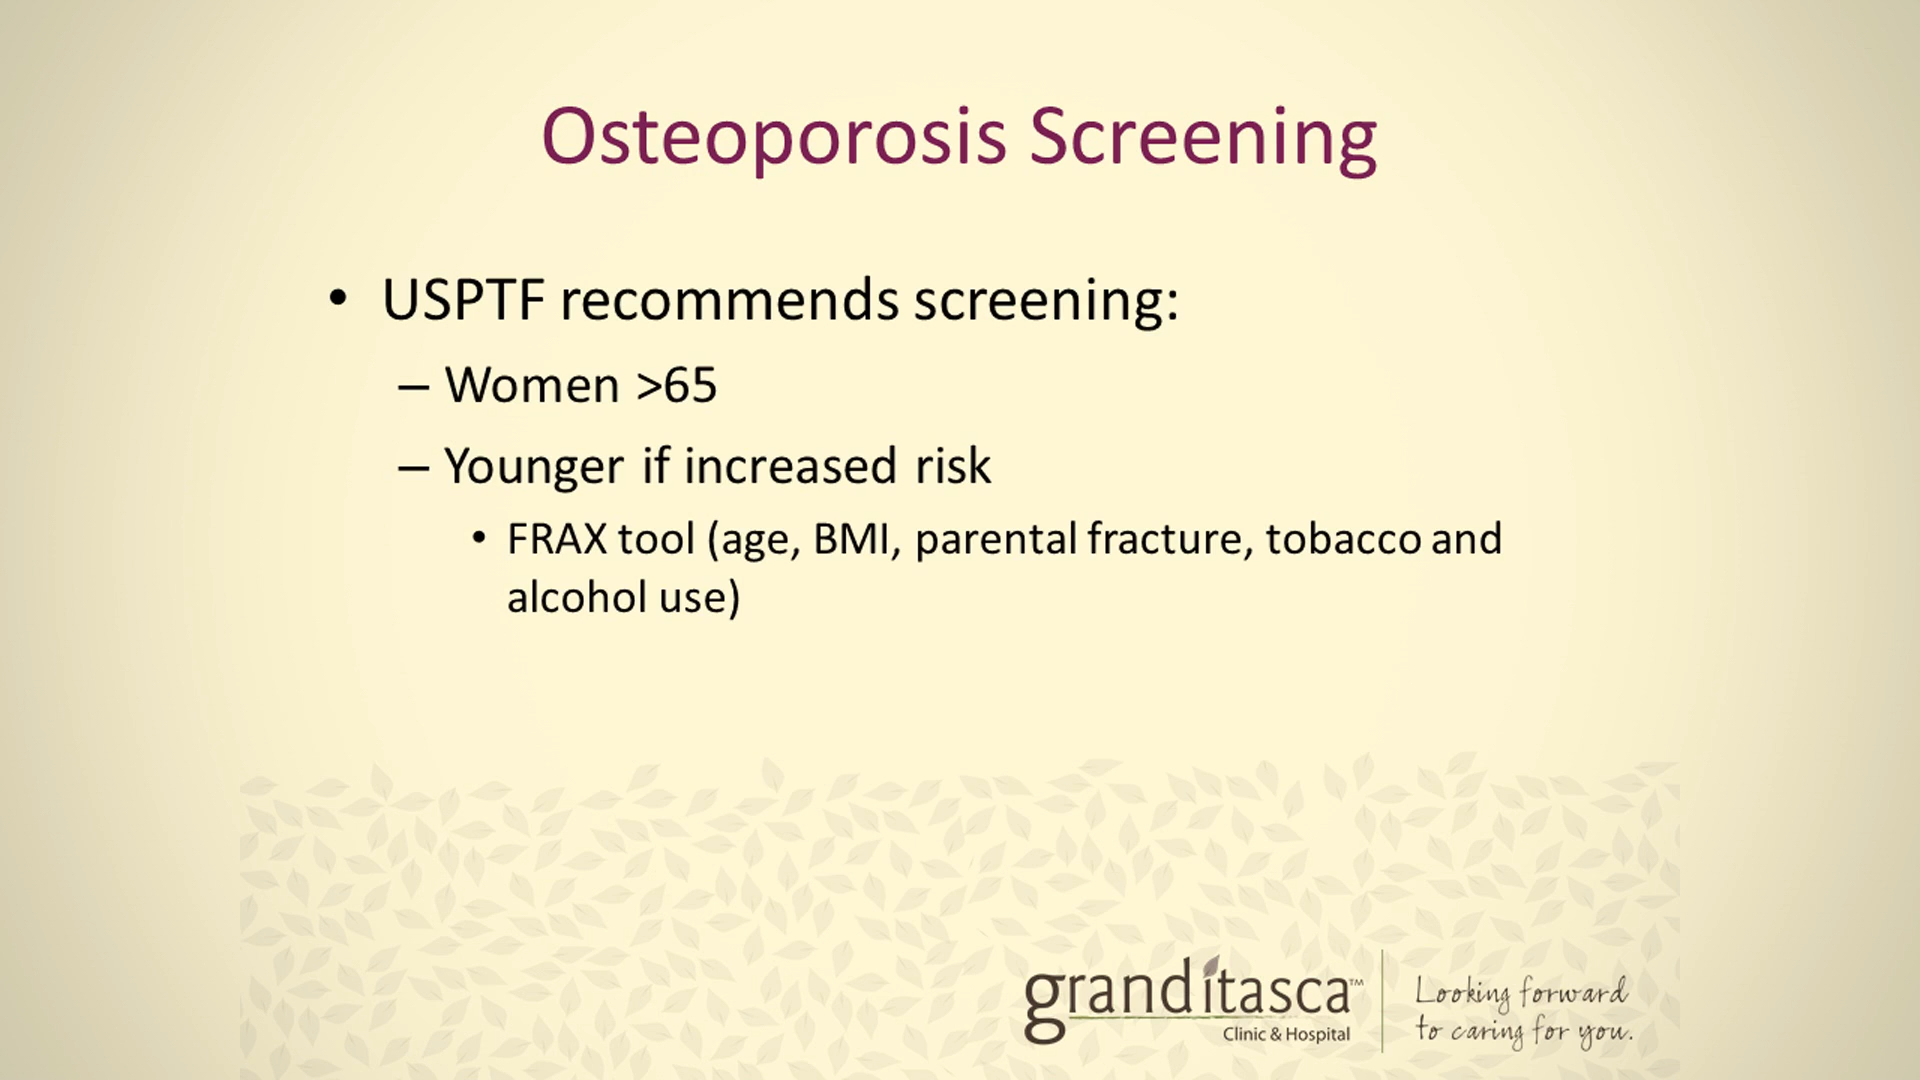 Osteoporosis Screening
• USPTF recommends screening:
– Women >65
– Younger if increased risk
• FRAX tool (age, BMI, parental fracture, tobacco and
alcohol use)
granditasca™
Clinic & Hospital
Looking forward
to caring for you.